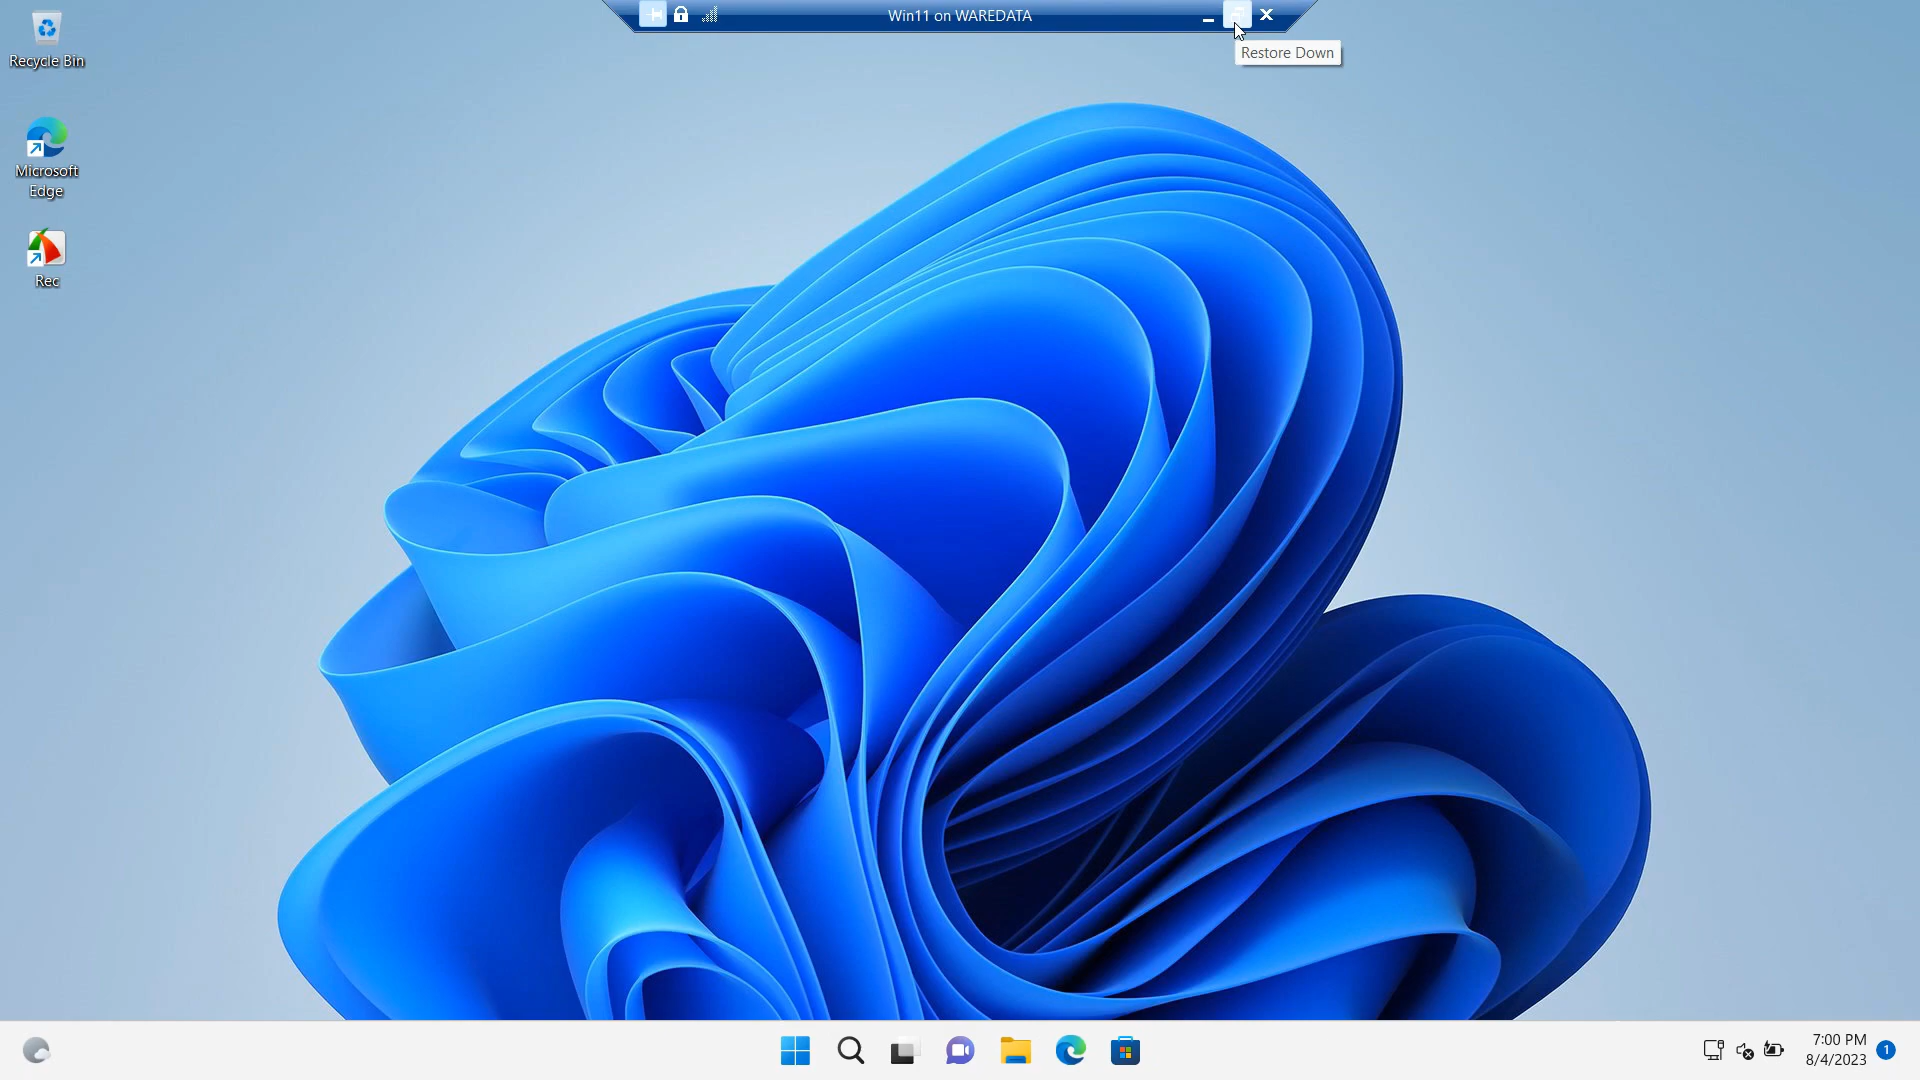 Win11 on WAREDATA
Restore Down
Recycle Bin
Microsoft
Edge
Rec
7:00 PM
8/4/2023
1